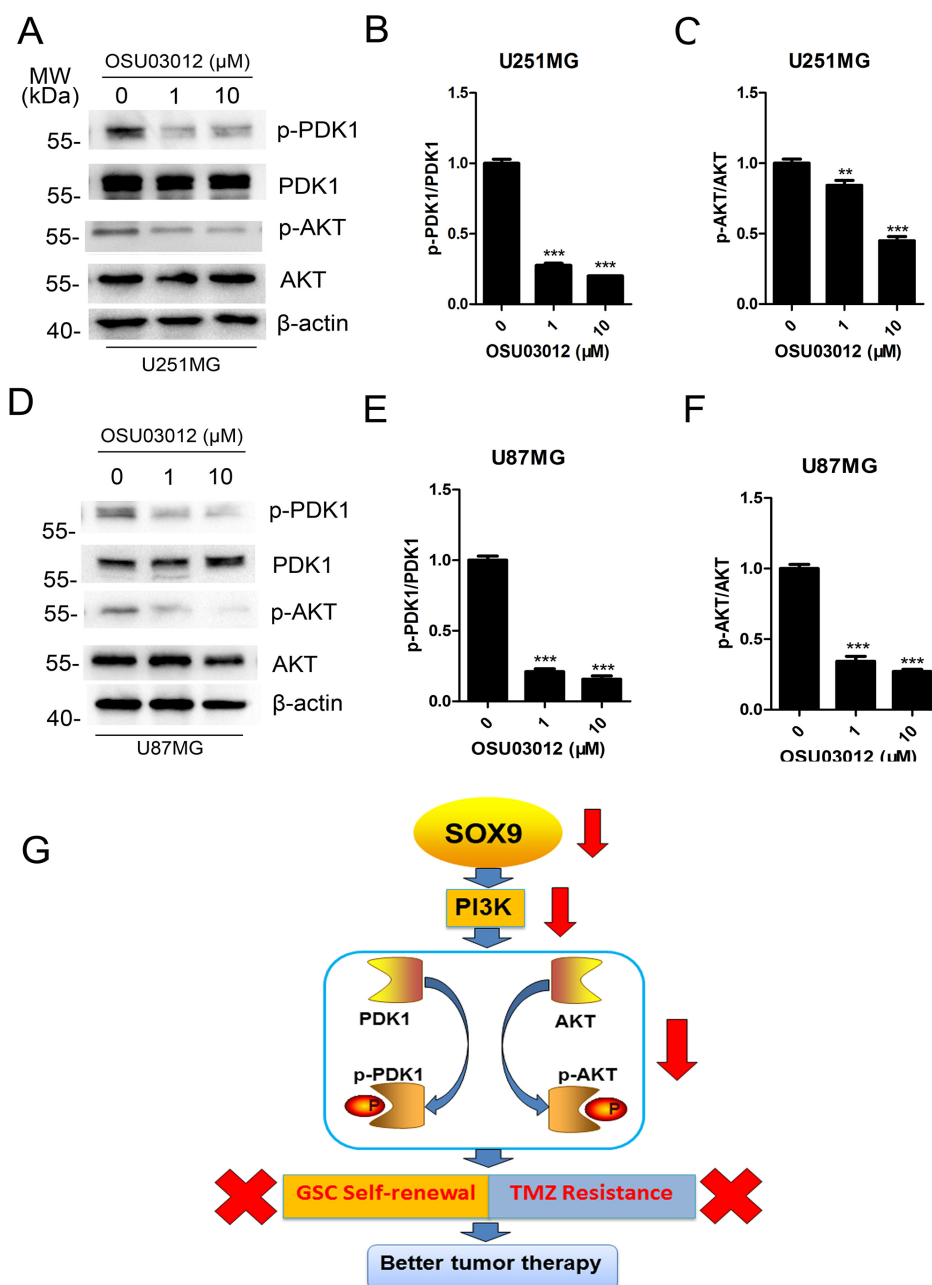 A
OSU03012 (µM)
MW
(kDa)
0 1 10
55- p-PDK1
55- PDK1
55- p-AKT
55- AKT
40- β-actin
U251MG
B
U251MG
p-PDK1/PDK1
1.5
1.0
0.5
0.0
***
***
0 1 10
OSU03012 (µM)
C
U251MG
p-AKT/AKT
1.5
1.0
0.5
0.0
**
***
0 1 10
OSU03012 (µM)
D
OSU03012 (µM)
0 1 10
55- p-PDK1
55- PDK1
55- p-AKT
55- AKT
40- β-actin
U87MG
E
U87MG
p-PDK1/PDK1
1.5
1.0
0.5
0.0
***
***
0 1 10
OSU03012 (µM)
F
U87MG
p-AKT/AKT
1.5
1.0
0.5
0.0
***
***
0 1 10
OSU03012 (µM)
G
SOX9
PI3K
PDK1 AKT
p-PDK1 p-AKT
P P
GSC Self-renewal TMZ Resistance
Better tumor therapy